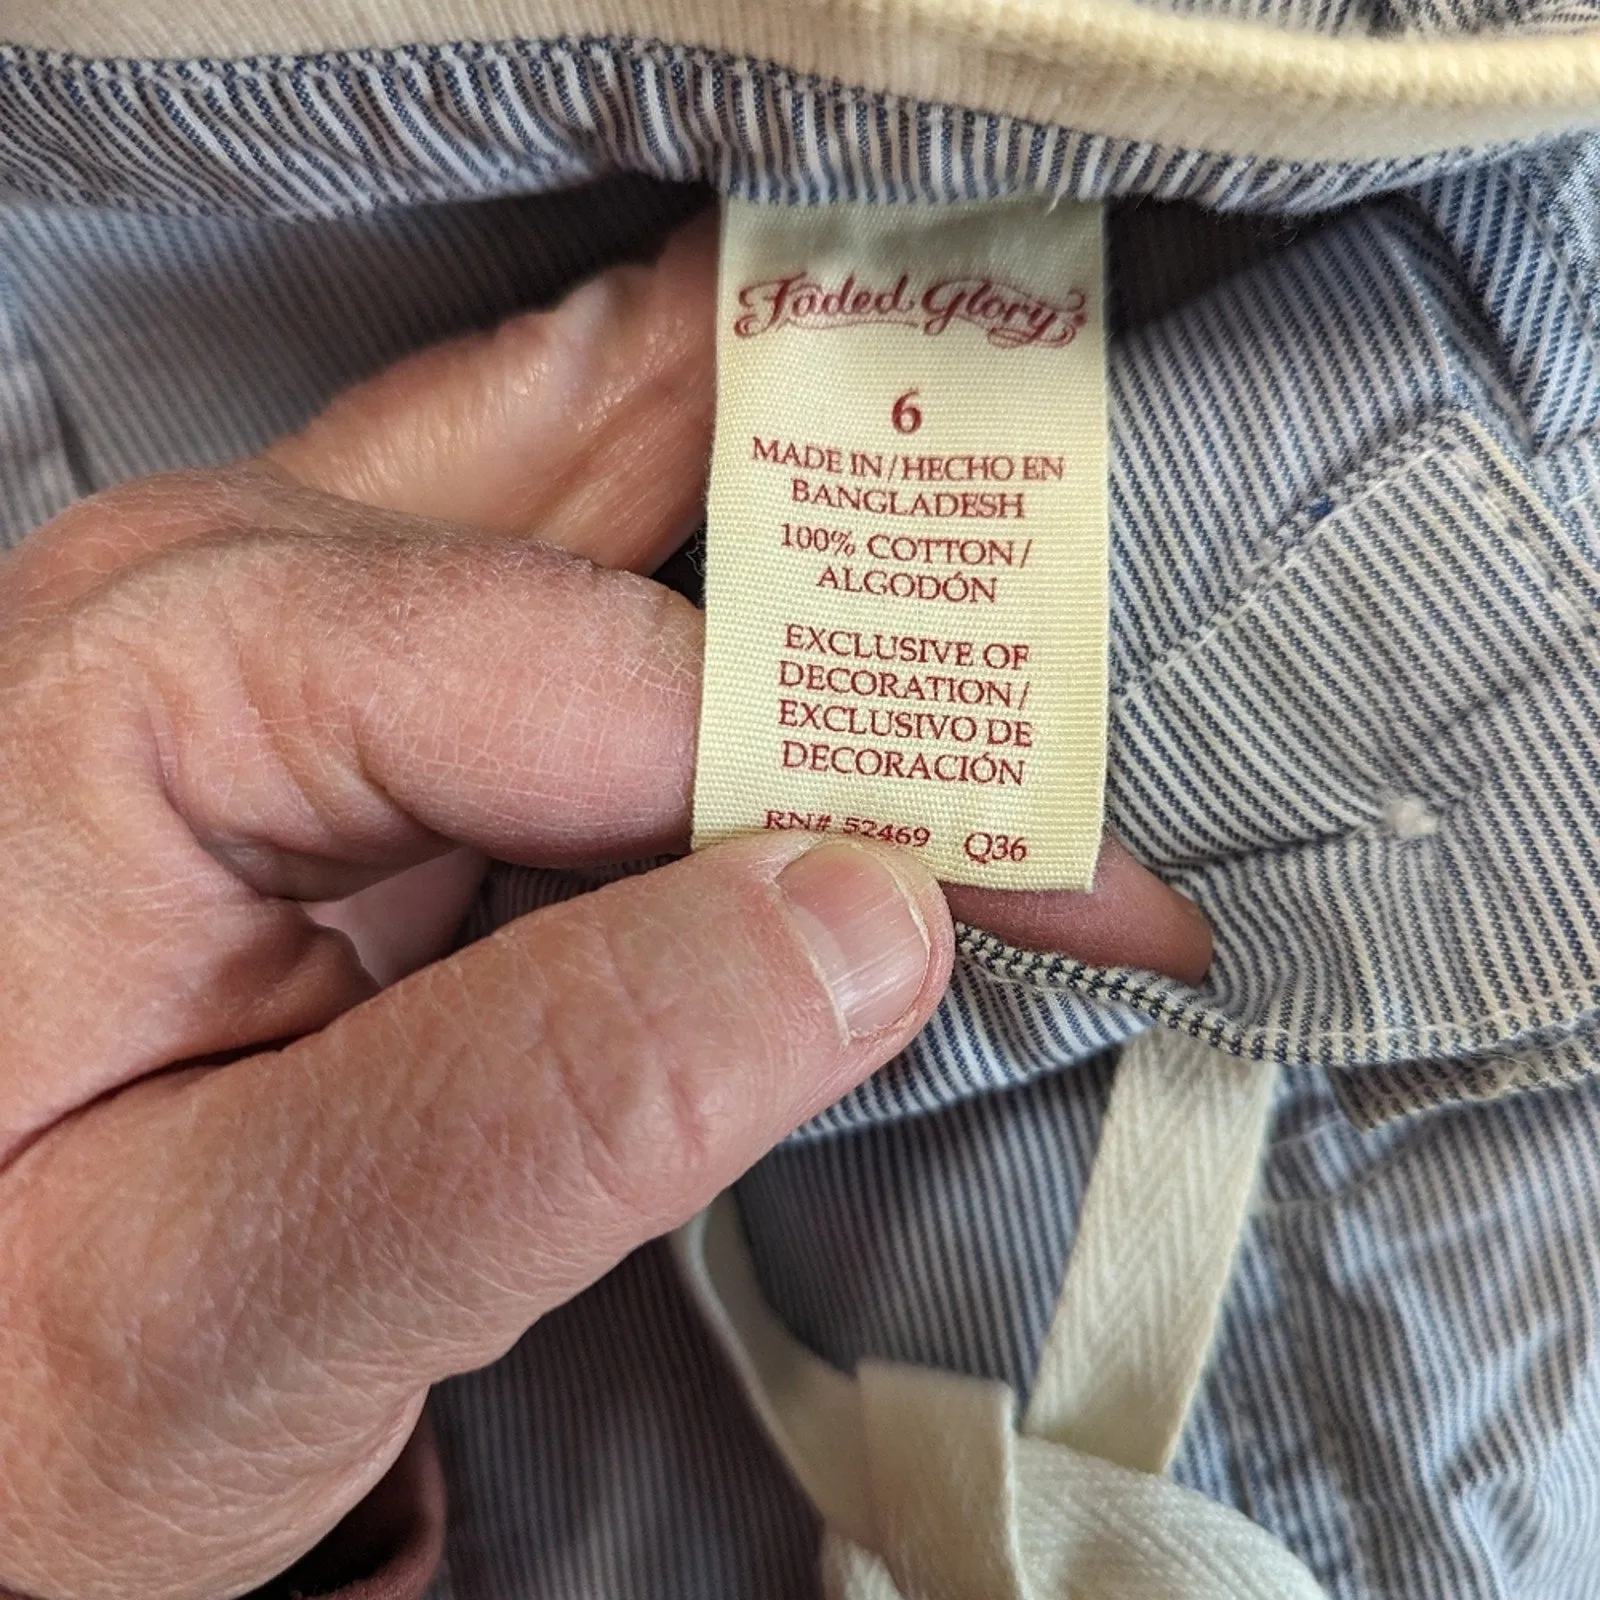 Faded Glory
6
MADE IN/HECHO EN
BANGLADESH
100% COTTON/
ALGODÓN
EXCLUSIVE OF
DECORATION/
EXCLUSIVO DE
DECORACIÓN
RN# 52469 Q36